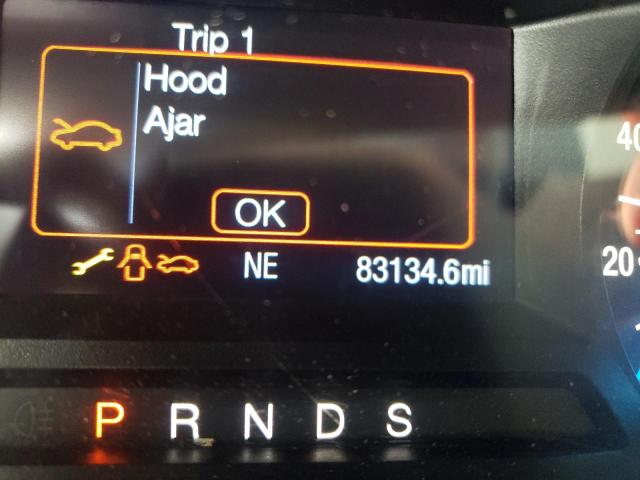 Trip 1
Hood
Ajar
OK
NE 83134.6mi
40
20
P R N D S